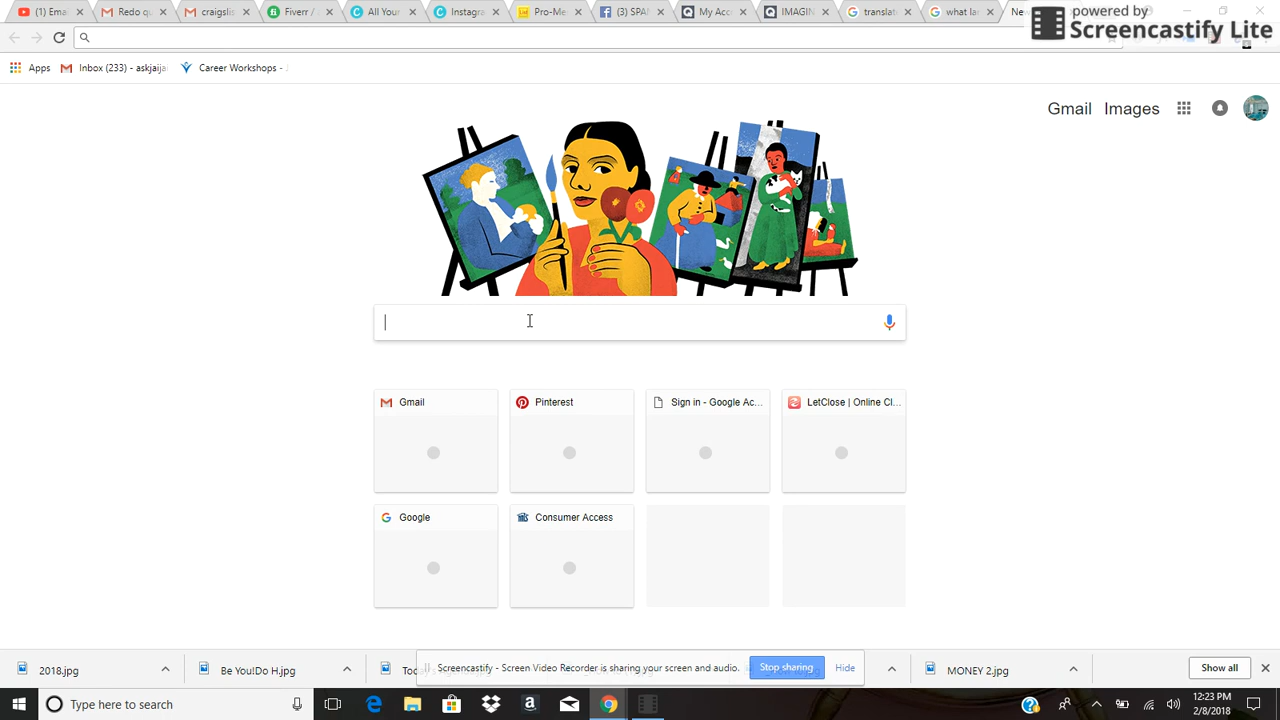 (1) Ema
Redo q
craigslis
Fiverr /
All Your
Instagra
Pro-Me
(3) SPA
My Acc
IMAGIN
translat
what is
Ne
powered by
Screencastify Lite
Apps
Inbox (233) - askjaija
Career Workshops -
Gmail
Images
Gmail
Pinterest
Sign in - Google Ac...
LetClose | Online Cl...
Google
Consumer Access
2018.jpg
Be You!Do H.jpg
Screencastify - Screen Video Recorder is sharing your screen and audio.
Stop sharing
Hide
MONEY 2.jpg
Show all
Type here to search
12:23 PM
2/8/2018